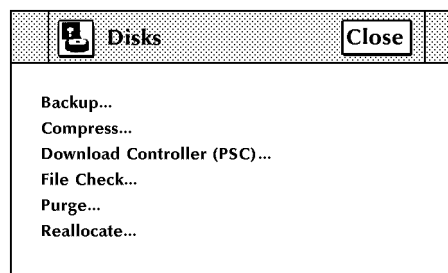 Disks
Close
Backup...
Compress...
Download Controller (PSC)...
File Check...
Purge...
Reallocate...